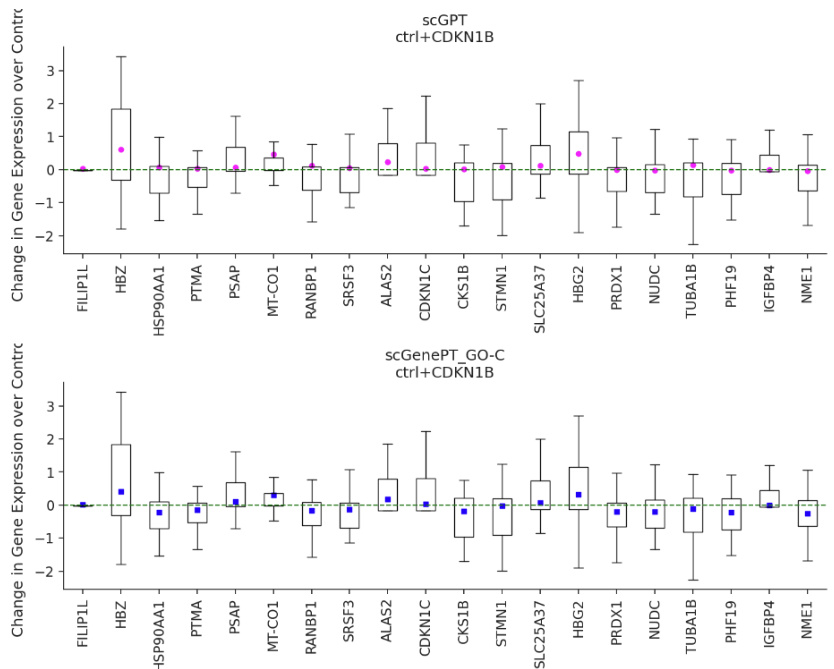 scGPT
ctrl+CDKN1B
Change in Gene Expression over Contro
3
2
1
0
−1
−2
FILIP1L
HBZ
HSP90AA1
PTMA
PSAP
MT-CO1
RANBP1
SRSF3
ALAS2
CDKN1C
CKS1B
STMN1
SLC25A37
HBG2
PRDX1
NUDC
TUBA1B
PHF19
IGFBP4
NME1
scGenePT_GO-C
ctrl+CDKN1B
Change in Gene Expression over Contro
3
2
1
0
−1
−2
FILIP1L
HBZ
HSP90AA1
PTMA
PSAP
MT-CO1
RANBP1
SRSF3
ALAS2
CDKN1C
CKS1B
STMN1
SLC25A37
HBG2
PRDX1
NUDC
TUBA1B
PHF19
IGFBP4
NME1